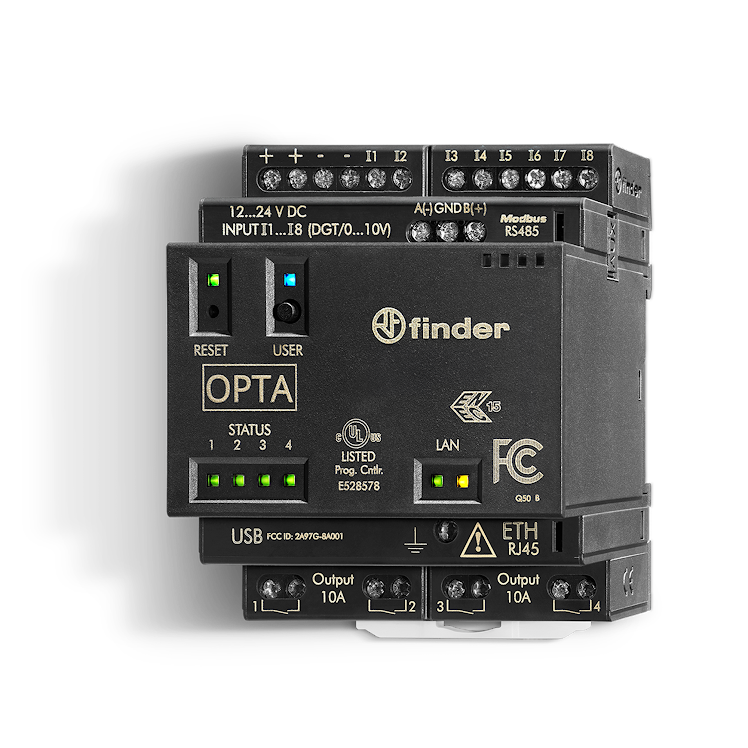 + + - - I1 I2 I3 I4 I5 I6 I7 I8
finder
12...24 V DC
INPUT I1...I8 (DGT/0...10V)
A(-) GND B(+)
Modbus
RS485
AUX
finder
RESET USER
OPTA
STATUS
1 2 3 4
C UL US
LISTED
Prog. Cntlr.
E528578
15
LAN
FC
Q50 B
USB FCC ID: 2A97G-8A001
ETH
RJ45
Output
10A
1 2
Output
10A
3 4
CE